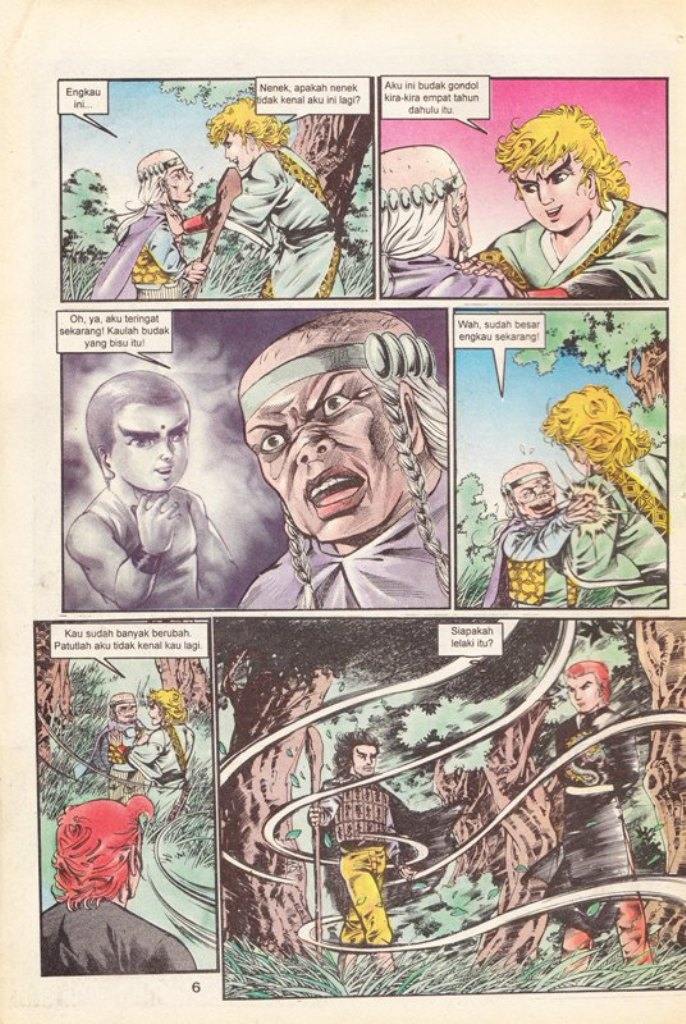 Engkau
ini...
Nenek, apakah nenek
tidak kenal aku ini lagi?
Aku ini budak gondol
kira-kira empat tahun
dahulu itu.
Oh, ya, aku teringat
sekarang! Kaulah budak
yang bisu itu!
Wah, sudah besar
engkau sekarang!
Kau sudah banyak berubah.
Patutlah aku tidak kenal kau lagi.
Siapakah
lelaki itu?
6